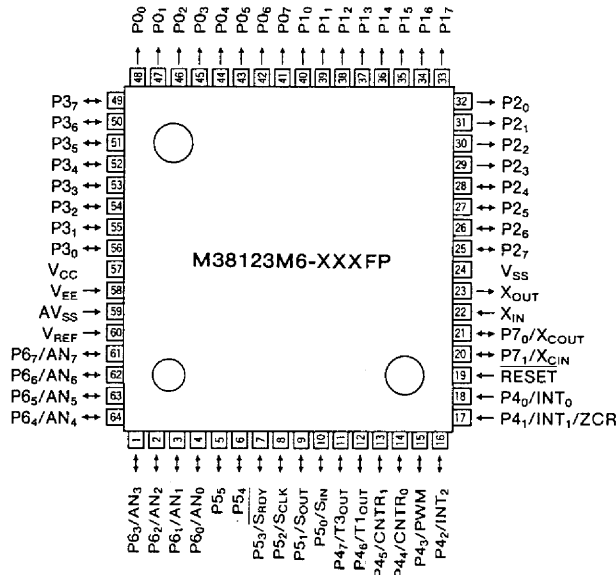 P0₀ P0₁ P0₂ P0₃ P0₄ P0₅ P0₆ P0₇ P1₀ P1₁ P1₂ P1₃ P1₄ P1₅ P1₆ P1₇
48 47 46 45 44 43 42 41 40 39 38 37 36 35 34 33
P3₇ 49
P3₆ 50
P3₅ 51
P3₄ 52
P3₃ 53
P3₂ 54
P3₁ 55
P3₀ 56
VCC 57
VEE 58
AVSS 59
VREF 60
P6₇/AN₇ 61
P6₆/AN₆ 62
P6₅/AN₅ 63
P6₄/AN₄ 64
M38123M6-XXXFP
32 P2₀
31 P2₁
30 P2₂
29 P2₃
28 P2₄
27 P2₅
26 P2₆
25 P2₇
24 VSS
23 XOUT
22 XIN
21 P7₀/XCOUT
20 P7₁/XCIN
19 RESET
18 P4₀/INT₀
17 P4₁/INT₁/ZCR
1 2 3 4 5 6 7 8 9 10 11 12 13 14 15 16
P6₃/AN₃
P6₂/AN₂
P6₁/AN₁
P6₀/AN₀
P5₅
P5₄
P5₃/SRDY
P5₂/SCLK
P5₁/SOUT
P5₀/SIN
P4₇/T3OUT
P4₆/T1OUT
P4₅/CNTR₁
P4₄/CNTR₀
P4₃/PWM
P4₂/INT₂